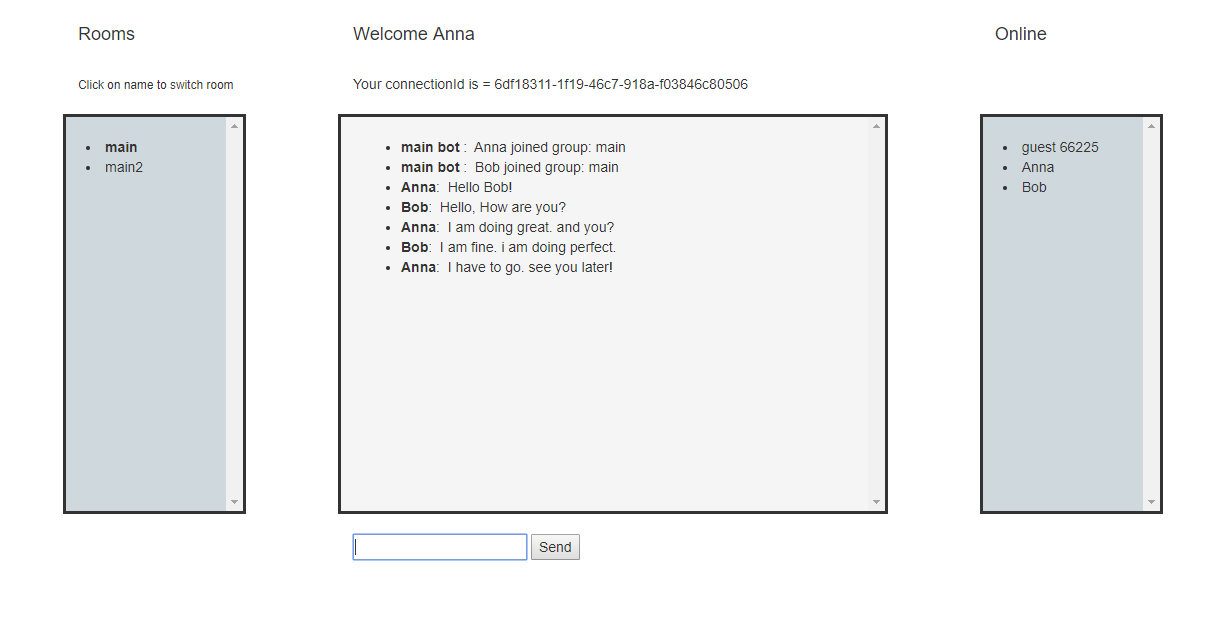 Rooms
Click on name to switch room
main
main2
Welcome Anna
Your connectionId is = 6df18311-1f19-46c7-918a-f03846c80506
main bot :  Anna joined group: main
main bot :  Bob joined group: main
Anna:  Hello Bob!
Bob:  Hello, How are you?
Anna:  I am doing great. and you?
Bob:  I am fine. i am doing perfect.
Anna:  I have to go. see you later!
Send
Online
guest 66225
Anna
Bob